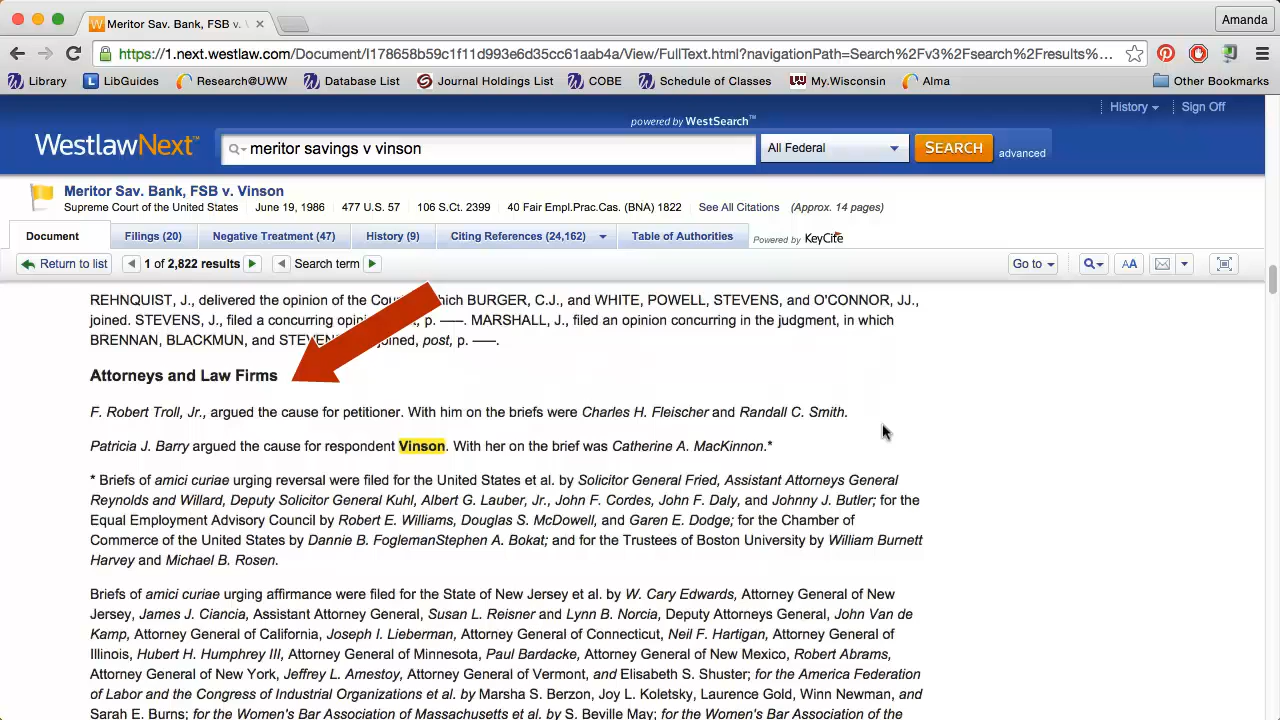 Meritor Sav. Bank, FSB v.
Amanda
https://1.next.westlaw.com/Document/I178658b59c1f11d993e6d35cc61aab4a/View/FullText.html?navigationPath=Search%2Fv3%2Fsearch%2Fresults%...
Library LibGuides Research@UWW Database List Journal Holdings List COBE Schedule of Classes My.Wisconsin Alma Other Bookmarks
History Sign Off
powered by WestSearch™
WestlawNext™ meritor savings v vinson All Federal SEARCH advanced
Meritor Sav. Bank, FSB v. Vinson
Supreme Court of the United States June 19, 1986 477 U.S. 57 106 S.Ct. 2399 40 Fair Empl.Prac.Cas. (BNA) 1822 See All Citations (Approx. 14 pages)
Document Filings (20) Negative Treatment (47) History (9) Citing References (24,162) Table of Authorities Powered by KeyCite
Return to list 1 of 2,822 results Search term Go to AA
REHNQUIST, J., delivered the opinion of the Cou hich BURGER, C.J., and WHITE, POWELL, STEVENS, and O'CONNOR, JJ.,
joined. STEVENS, J., filed a concurring opini t, p. ——. MARSHALL, J., filed an opinion concurring in the judgment, in which
BRENNAN, BLACKMUN, and STEVEN joined, post, p. ——.
Attorneys and Law Firms
F. Robert Troll, Jr., argued the cause for petitioner. With him on the briefs were Charles H. Fleischer and Randall C. Smith.
Patricia J. Barry argued the cause for respondent Vinson. With her on the brief was Catherine A. MacKinnon.*
* Briefs of amici curiae urging reversal were filed for the United States et al. by Solicitor General Fried, Assistant Attorneys General
Reynolds and Willard, Deputy Solicitor General Kuhl, Albert G. Lauber, Jr., John F. Cordes, John F. Daly, and Johnny J. Butler; for the
Equal Employment Advisory Council by Robert E. Williams, Douglas S. McDowell, and Garen E. Dodge; for the Chamber of
Commerce of the United States by Dannie B. FoglemanStephen A. Bokat; and for the Trustees of Boston University by William Burnett
Harvey and Michael B. Rosen.
Briefs of amici curiae urging affirmance were filed for the State of New Jersey et al. by W. Cary Edwards, Attorney General of New
Jersey, James J. Ciancia, Assistant Attorney General, Susan L. Reisner and Lynn B. Norcia, Deputy Attorneys General, John Van de
Kamp, Attorney General of California, Joseph I. Lieberman, Attorney General of Connecticut, Neil F. Hartigan, Attorney General of
Illinois, Hubert H. Humphrey III, Attorney General of Minnesota, Paul Bardacke, Attorney General of New Mexico, Robert Abrams,
Attorney General of New York, Jeffrey L. Amestoy, Attorney General of Vermont, and Elisabeth S. Shuster; for the America Federation
of Labor and the Congress of Industrial Organizations et al. by Marsha S. Berzon, Joy L. Koletsky, Laurence Gold, Winn Newman, and
Sarah E. Burns; for the Women's Bar Association of Massachusetts et al. by S. Beville May; for the Women's Bar Association of the